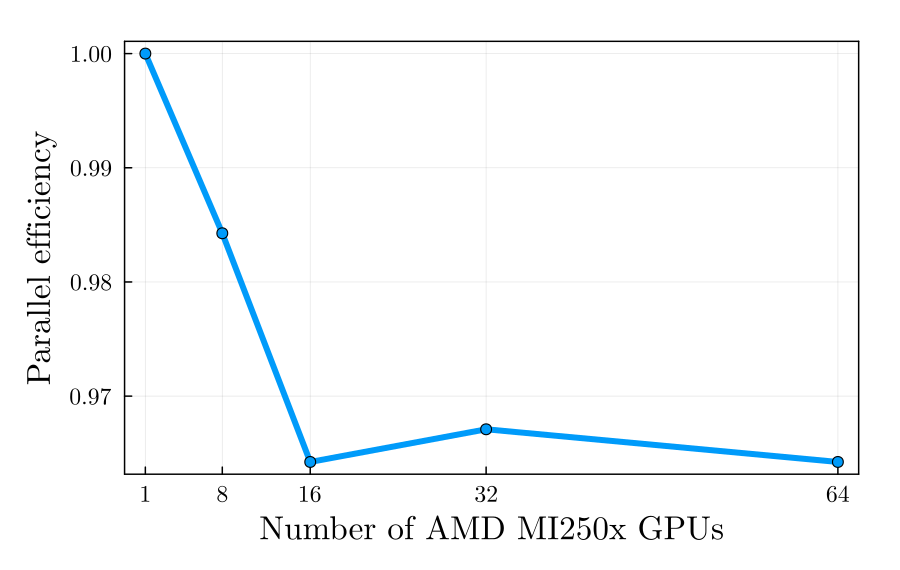 1.00
0.99
0.98
0.97
Parallel efficiency
1 8 16 32 64
Number of AMD MI250x GPUs